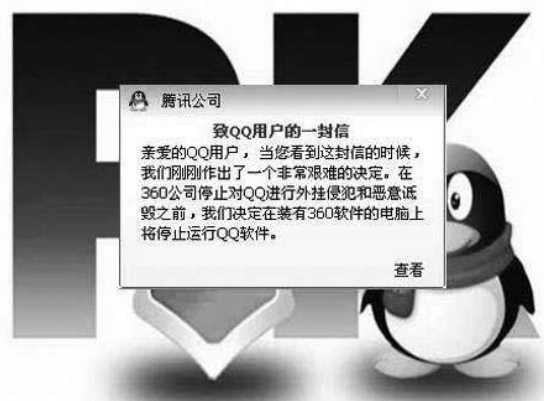 PK
腾讯公司
致QQ用户的一封信
亲爱的QQ用户，当您看到这封信的时候，
我们刚刚作出了一个非常艰难的决定。在
360公司停止对QQ进行外挂侵犯和恶意诋
毁之前，我们决定在装有360软件的电脑上
将停止运行QQ软件。
查看